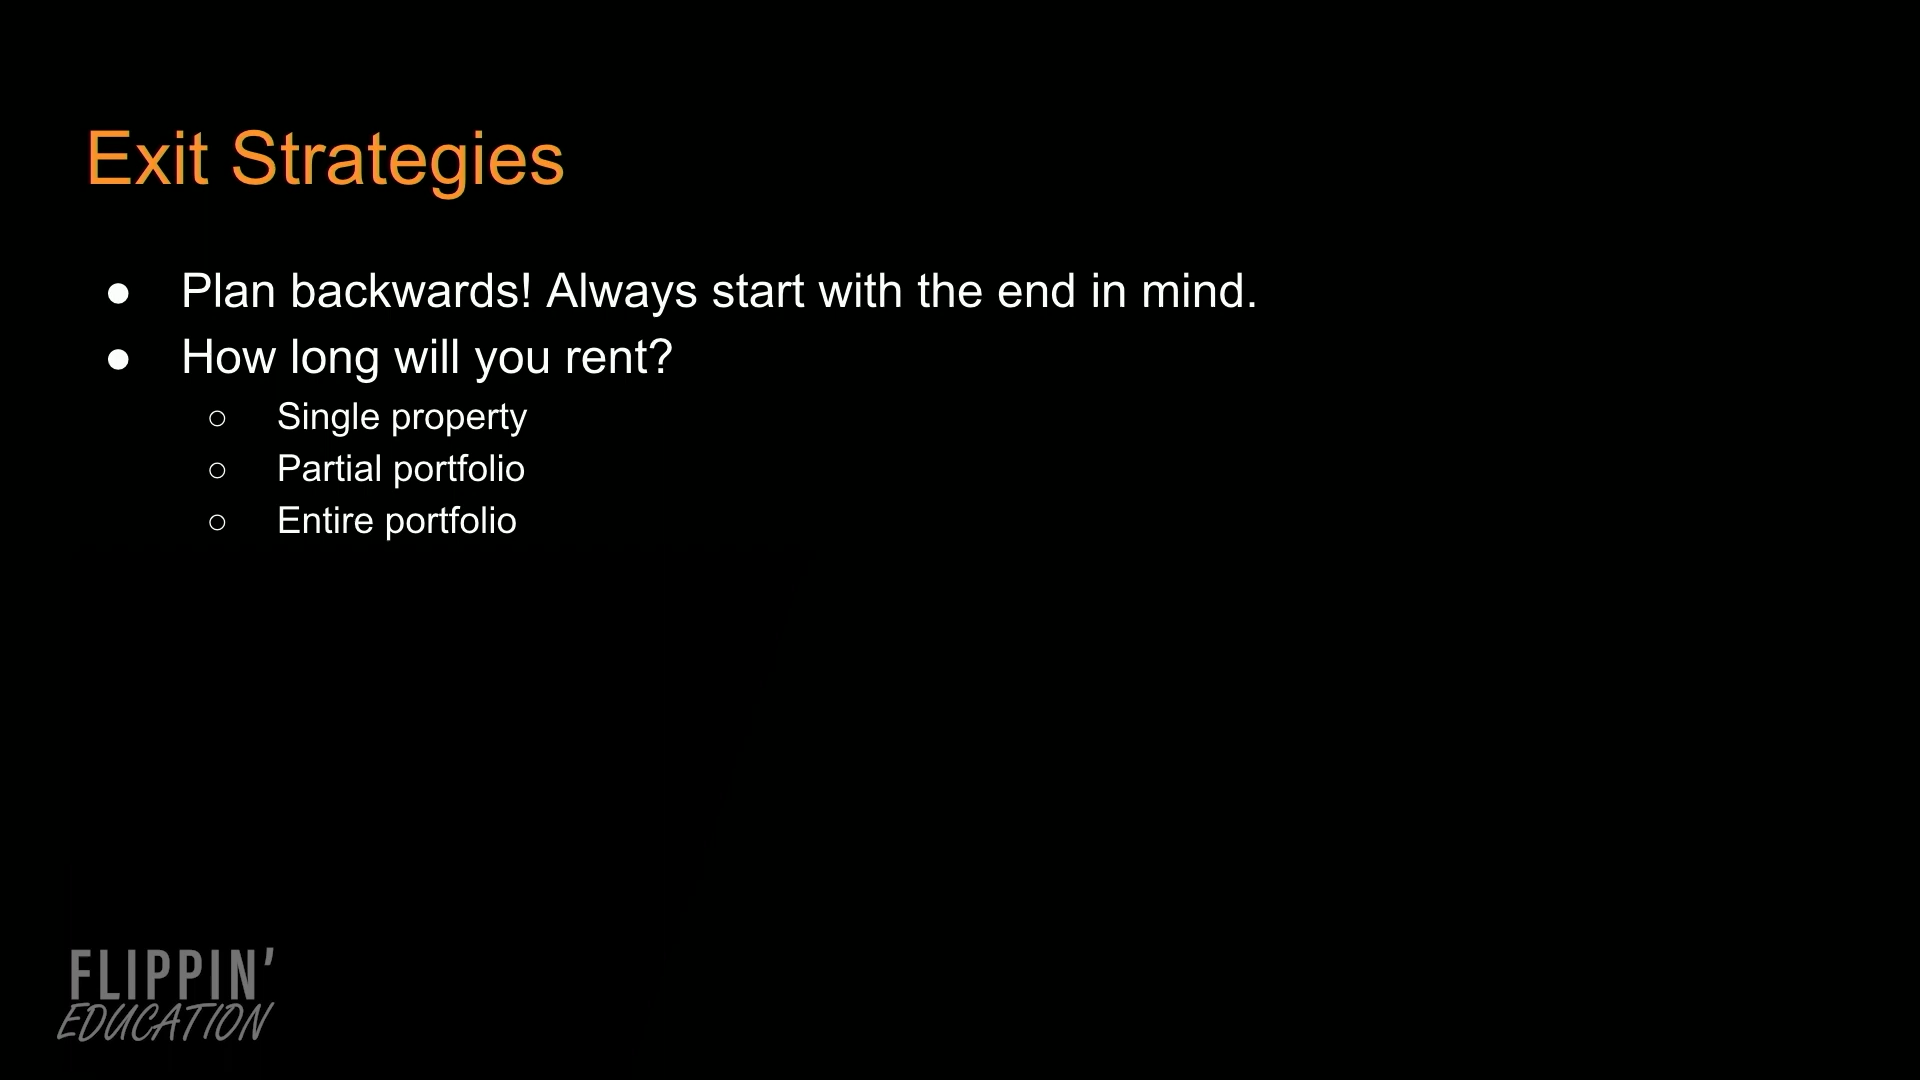 Exit Strategies
● Plan backwards! Always start with the end in mind.
● How long will you rent?
○ Single property
○ Partial portfolio
○ Entire portfolio
FLIPPIN'
EDUCATION